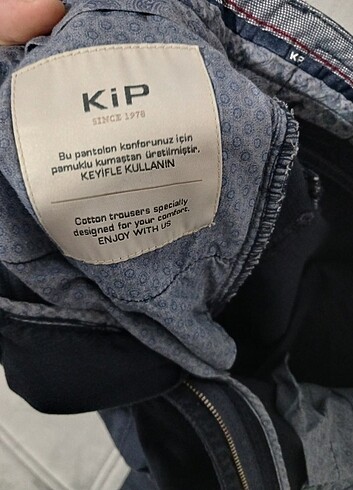 KiP
KiP
SINCE 1970
Bu pantolon konforunuz için
pamuklu kumaştan üretilmiştir.
KEYİFLE KULLANIN
Cotton trousers specially
designed for your comfort.
ENJOY WITH US